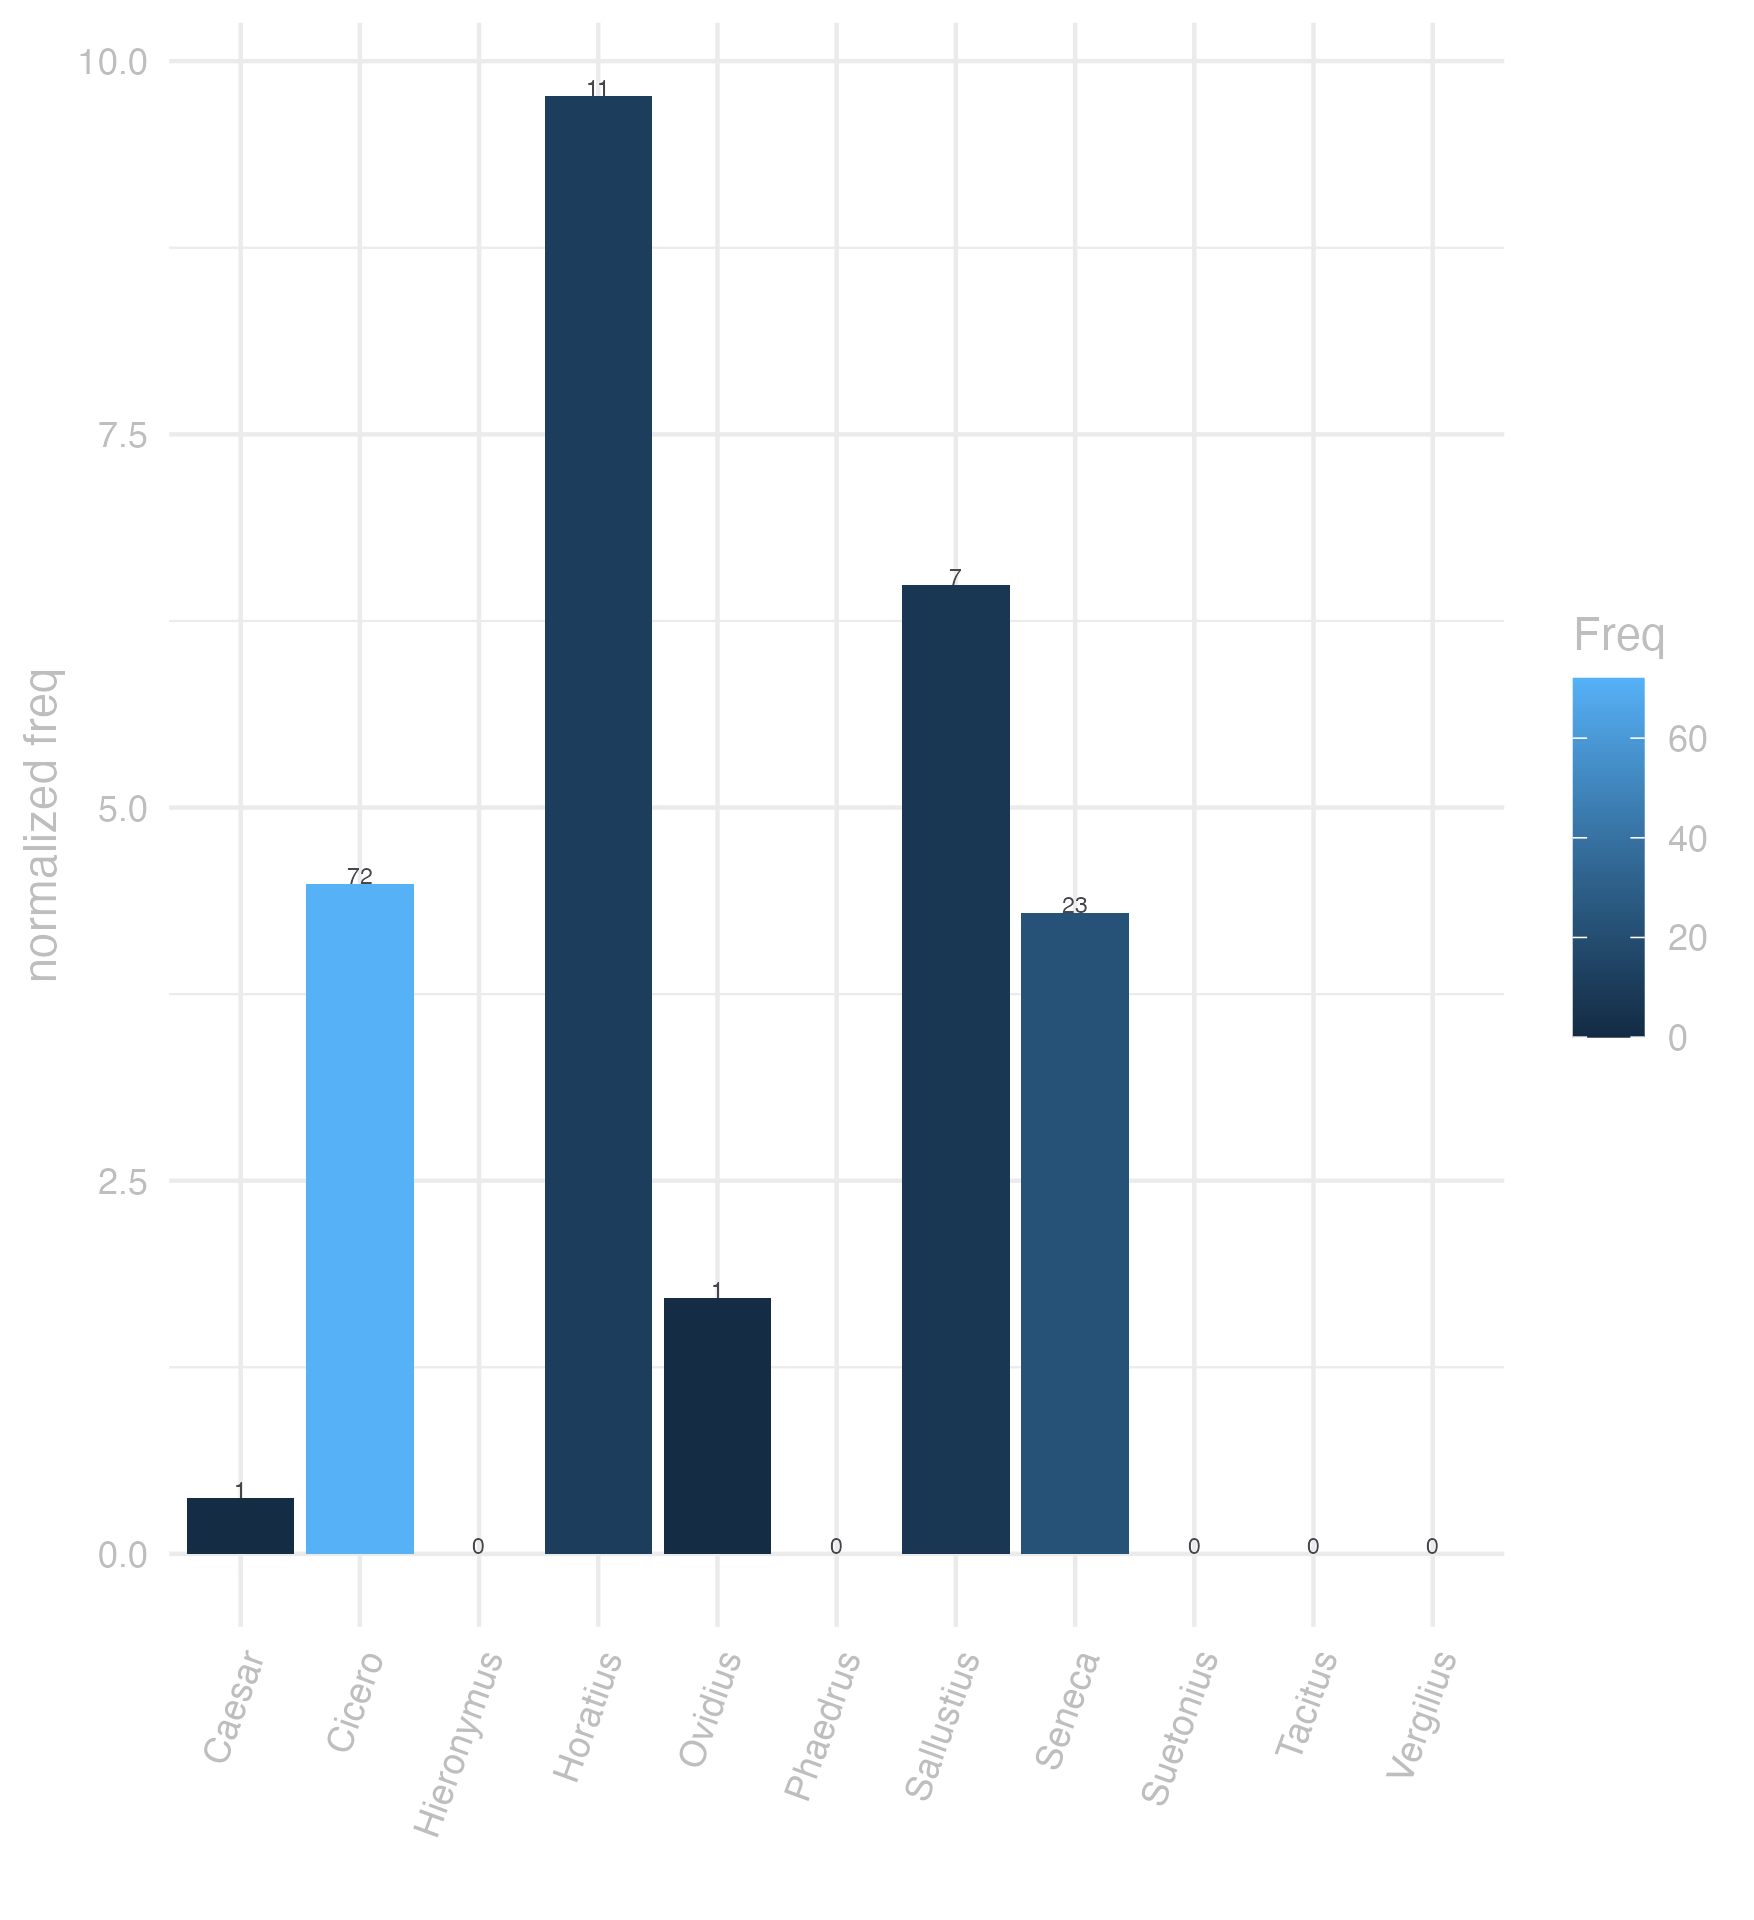 10.0
7.5
5.0
2.5
0.0
normalized freq
1
72
0
11
1
0
7
23
0
0
0
Caesar
Cicero
Hieronymus
Horatius
Ovidius
Phaedrus
Sallustius
Seneca
Suetonius
Tacitus
Vergilius
Freq
60
40
20
0